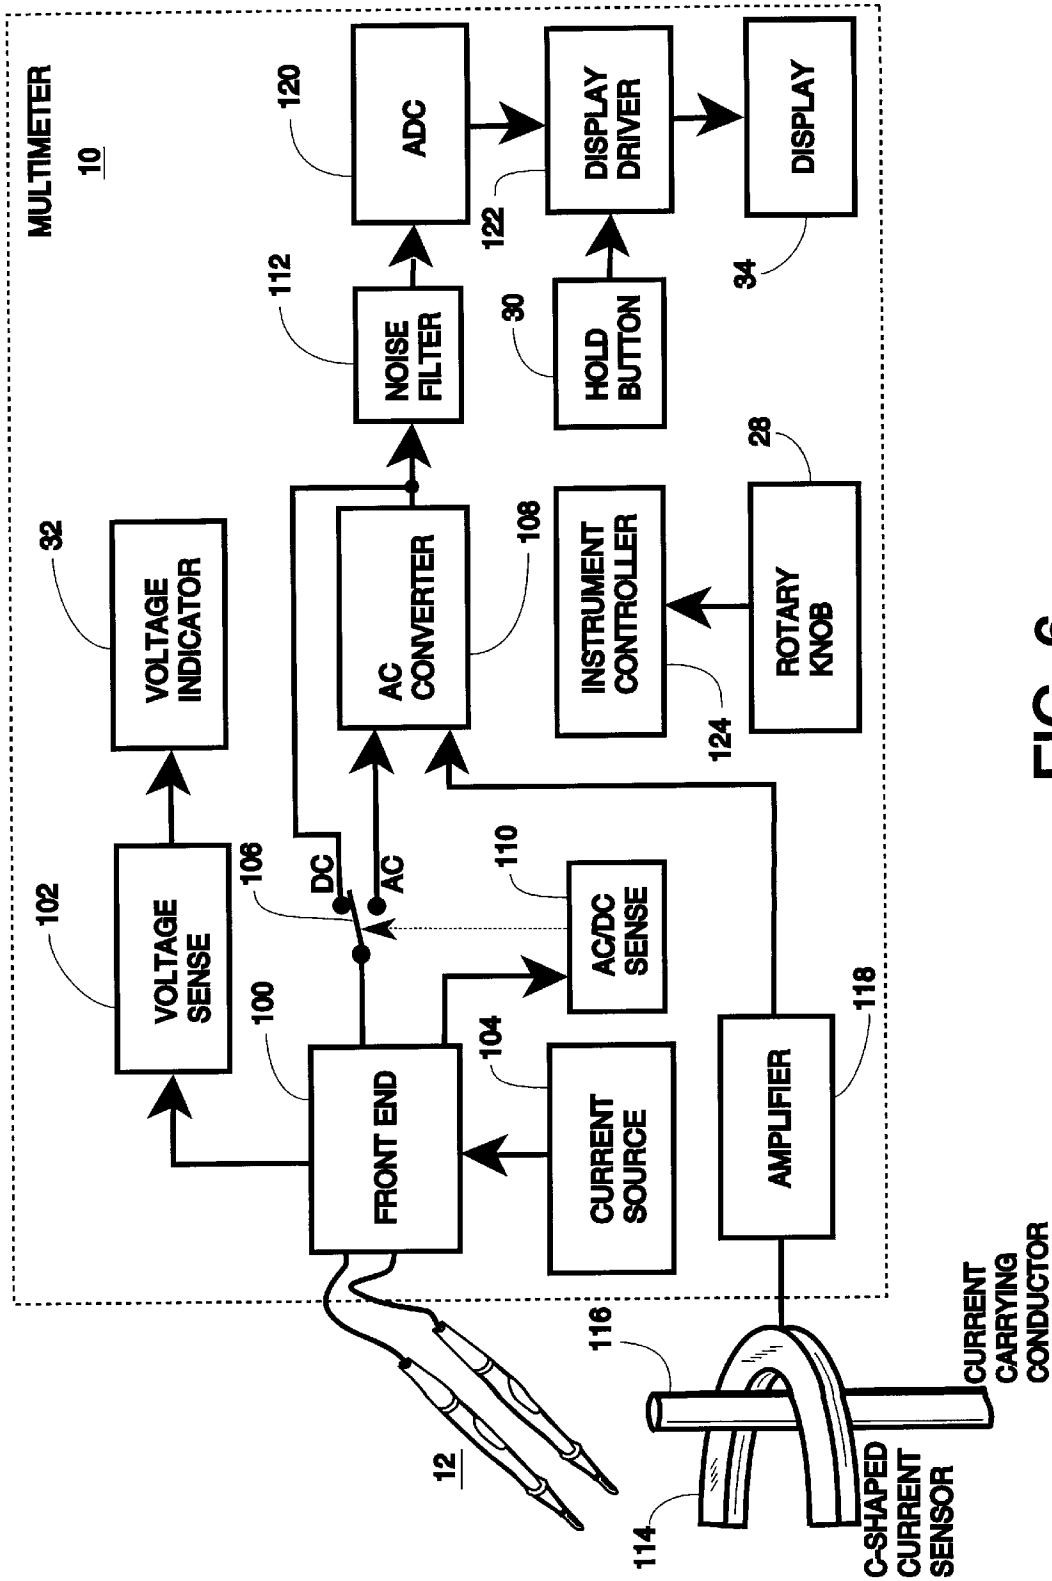 MULTIMETER
10
102
VOLTAGE
SENSE
32
VOLTAGE
INDICATOR
100
FRONT END
106
DC
AC
AC
CONVERTER
108
112
NOISE
FILTER
120
ADC
12
104
CURRENT
SOURCE
110
AC/DC
SENSE
INSTRUMENT
CONTROLLER
124
30
HOLD
BUTTON
122
DISPLAY
DRIVER
116
114
AMPLIFIER
118
28
ROTARY
KNOB
34
DISPLAY
C-SHAPED
CURRENT
SENSOR
CURRENT
CARRYING
CONDUCTOR